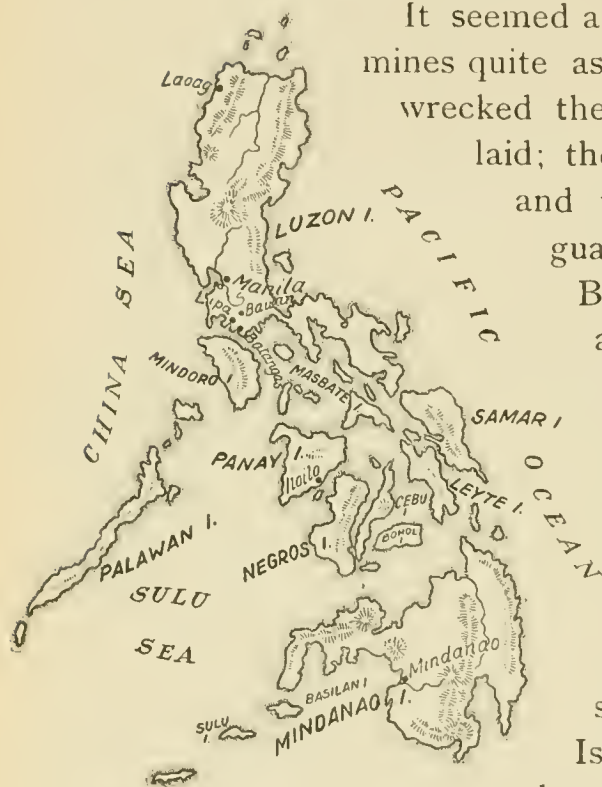 It seemed a
mines quite as
wrecked the
laid; the
and
gua
B
a
Laoag
LUZON I.
PACIFIC
OCEAN
CHINA SEA
Manila
Lipa
Batangas
MINDORO I
MASBATE I.
SAMAR I
PANAY I.
Iloilo
CEBU I
LEYTE I.
BOHOL I
NEGROS I.
PALAWAN I.
SULU
SEA
Mindanao
BASILAN I
MINDANAO I.
SULU I.
s
Is